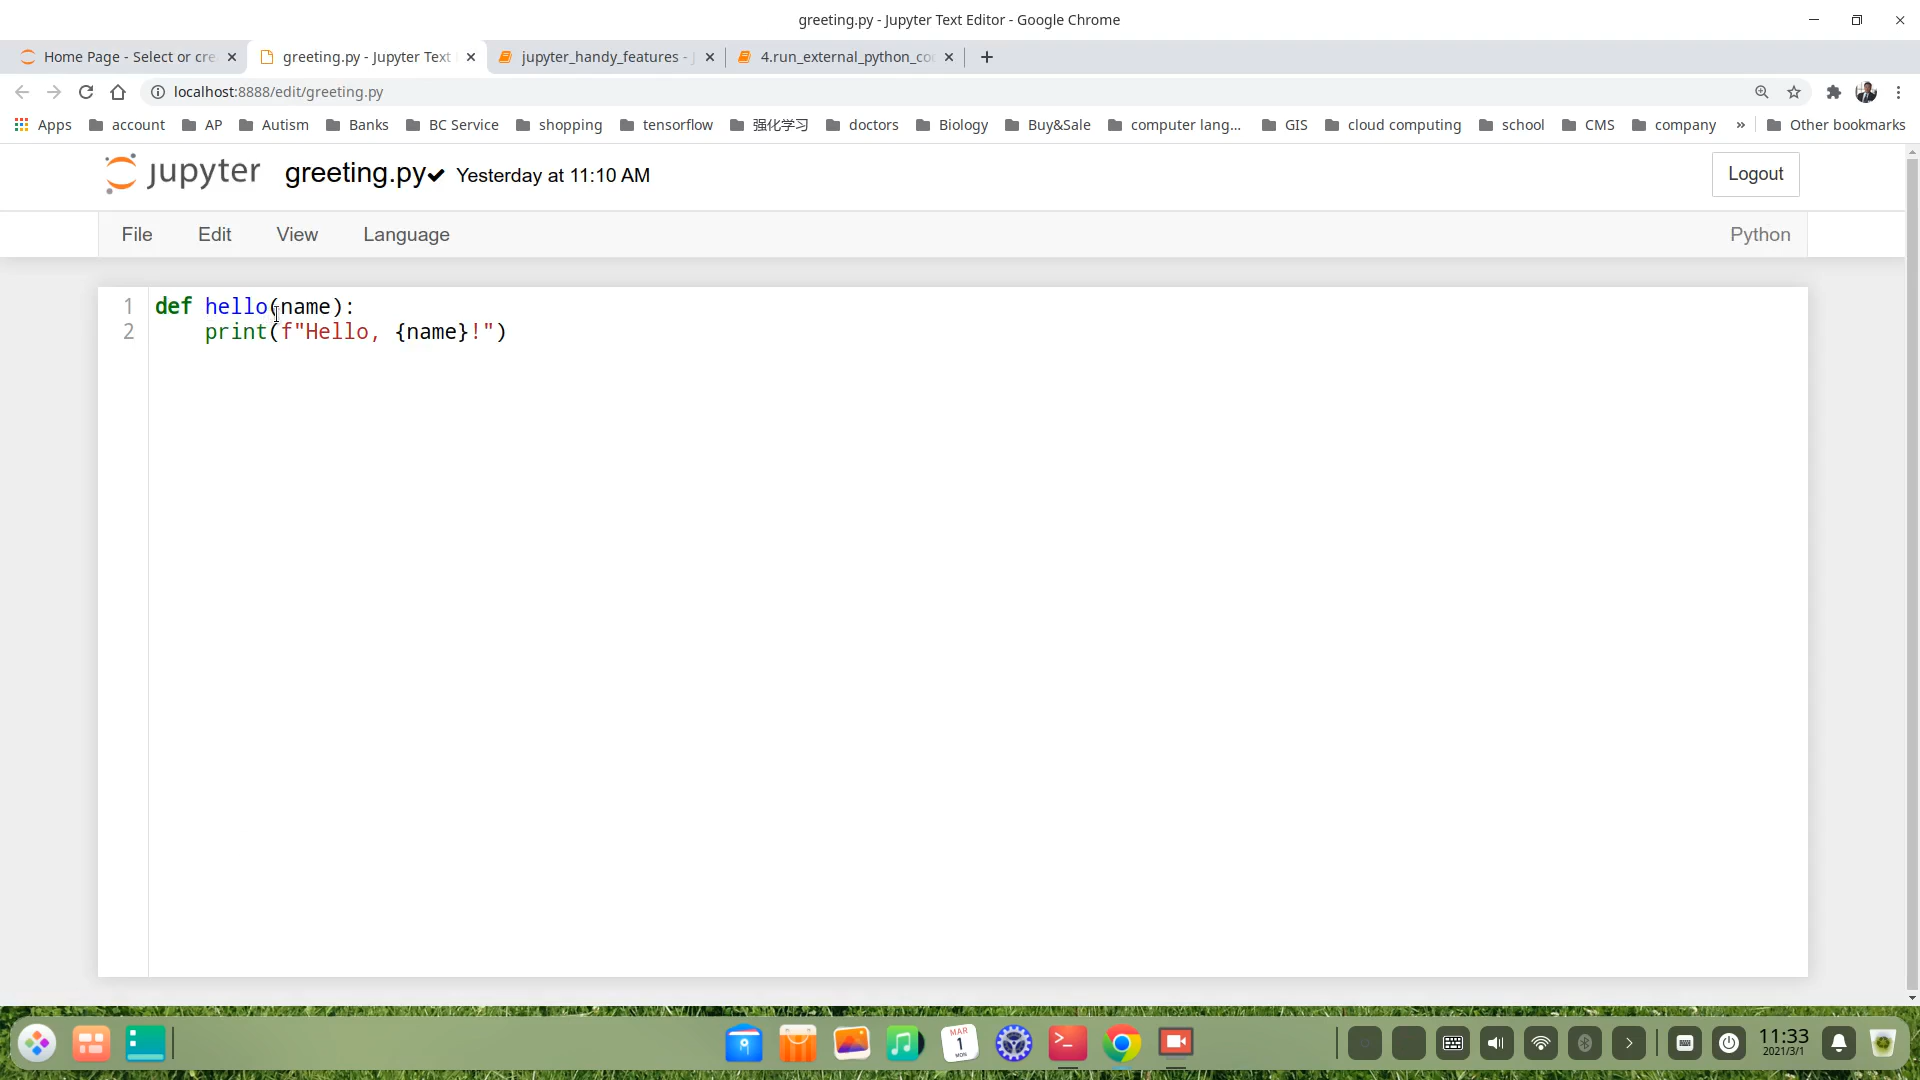 greeting.py - Jupyter Text Editor - Google Chrome
Home Page - Select or cre
greeting.py - Jupyter Text
jupyter_handy_features - J
4.run_external_python_co
localhost:8888/edit/greeting.py
Apps account AP Autism Banks BC Service shopping tensorflow 强化学习 doctors Biology Buy&Sale computer lang... GIS cloud computing school CMS company » Other bookmarks
jupyter greeting.py Yesterday at 11:10 AM Logout
File Edit View Language Python
1 def hello(name):
2     print(f"Hello, {name}!")
MAR
1
MON
11:33
2021/3/1